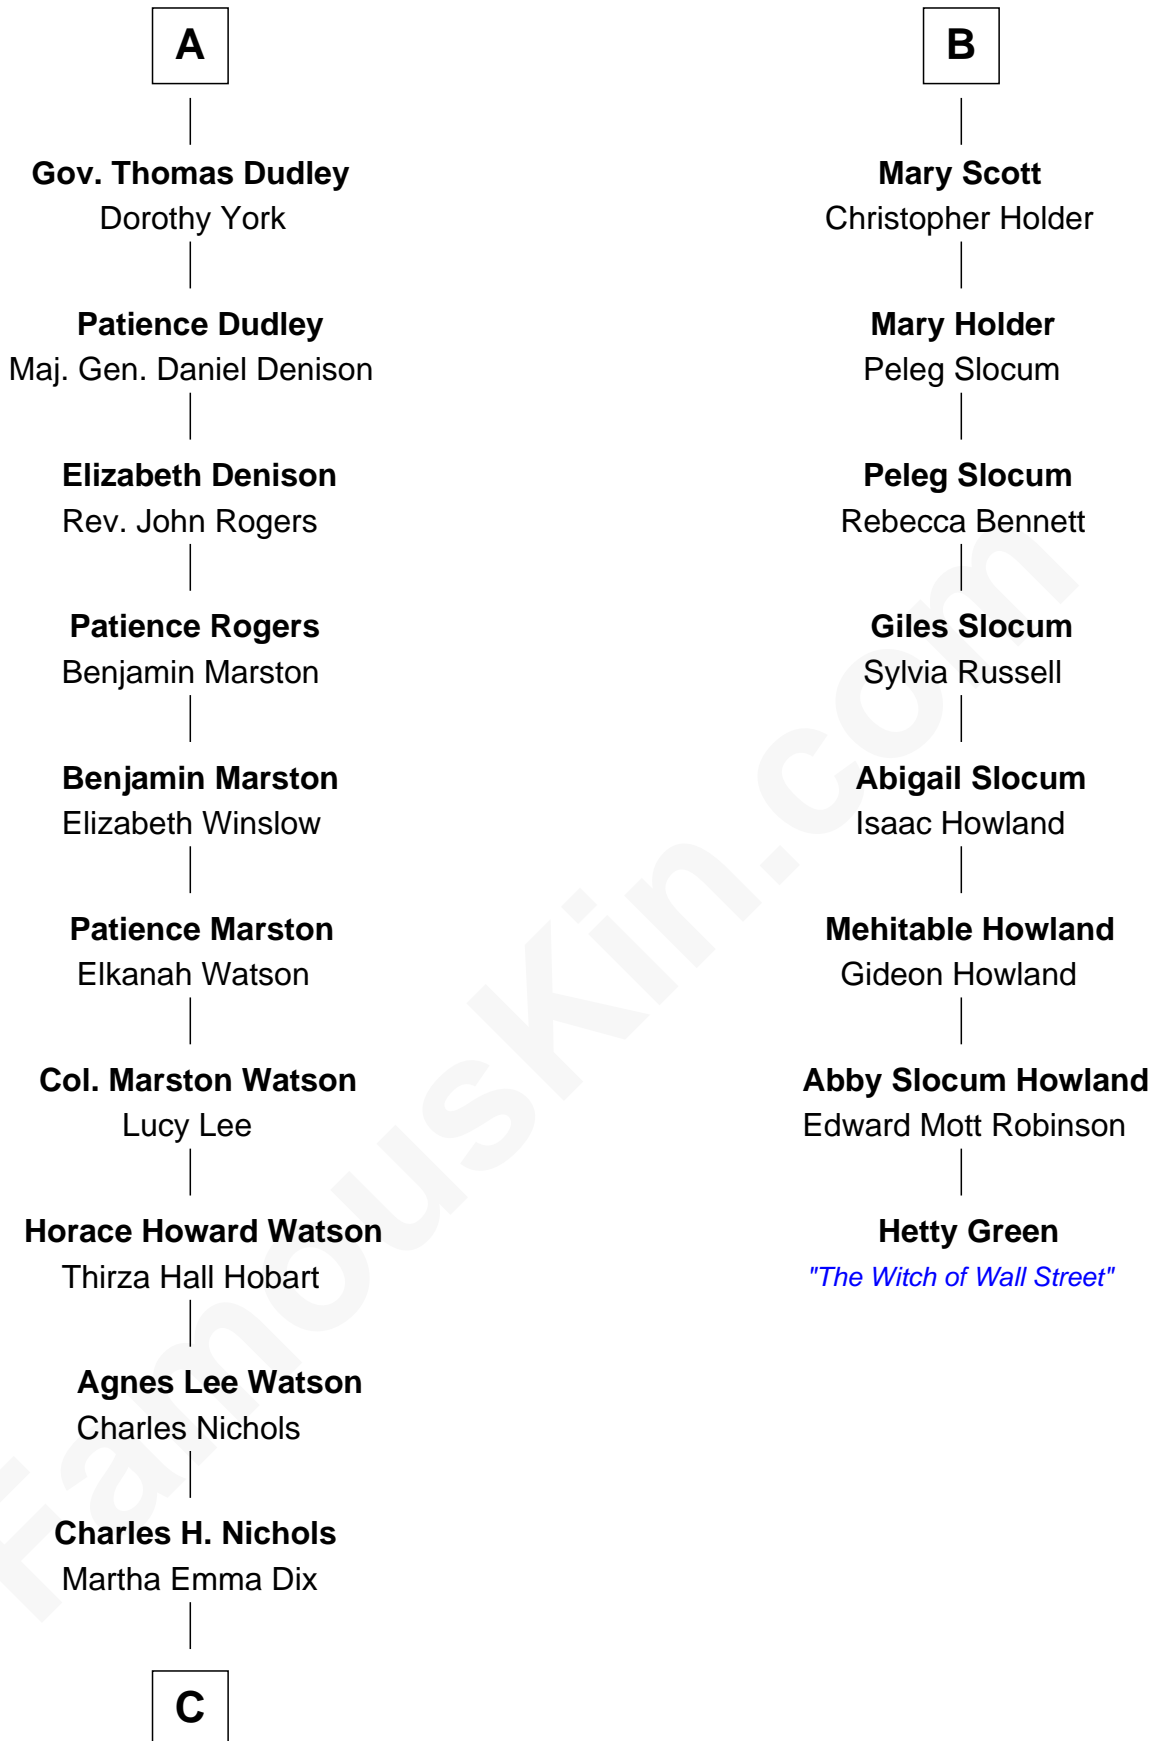 A
Gov. Thomas Dudley
Dorothy York
Patience Dudley
Maj. Gen. Daniel Denison
Elizabeth Denison
Rev. John Rogers
Patience Rogers
Benjamin Marston
Benjamin Marston
Elizabeth Winslow
Patience Marston
Elkanah Watson
Col. Marston Watson
Lucy Lee
Horace Howard Watson
Thirza Hall Hobart
Agnes Lee Watson
Charles Nichols
Charles H. Nichols
Martha Emma Dix
C
B
Mary Scott
Christopher Holder
Mary Holder
Peleg Slocum
Peleg Slocum
Rebecca Bennett
Giles Slocum
Sylvia Russell
Abigail Slocum
Isaac Howland
Mehitable Howland
Gideon Howland
Abby Slocum Howland
Edward Mott Robinson
Hetty Green
"The Witch of Wall Street"
FamousKin.com